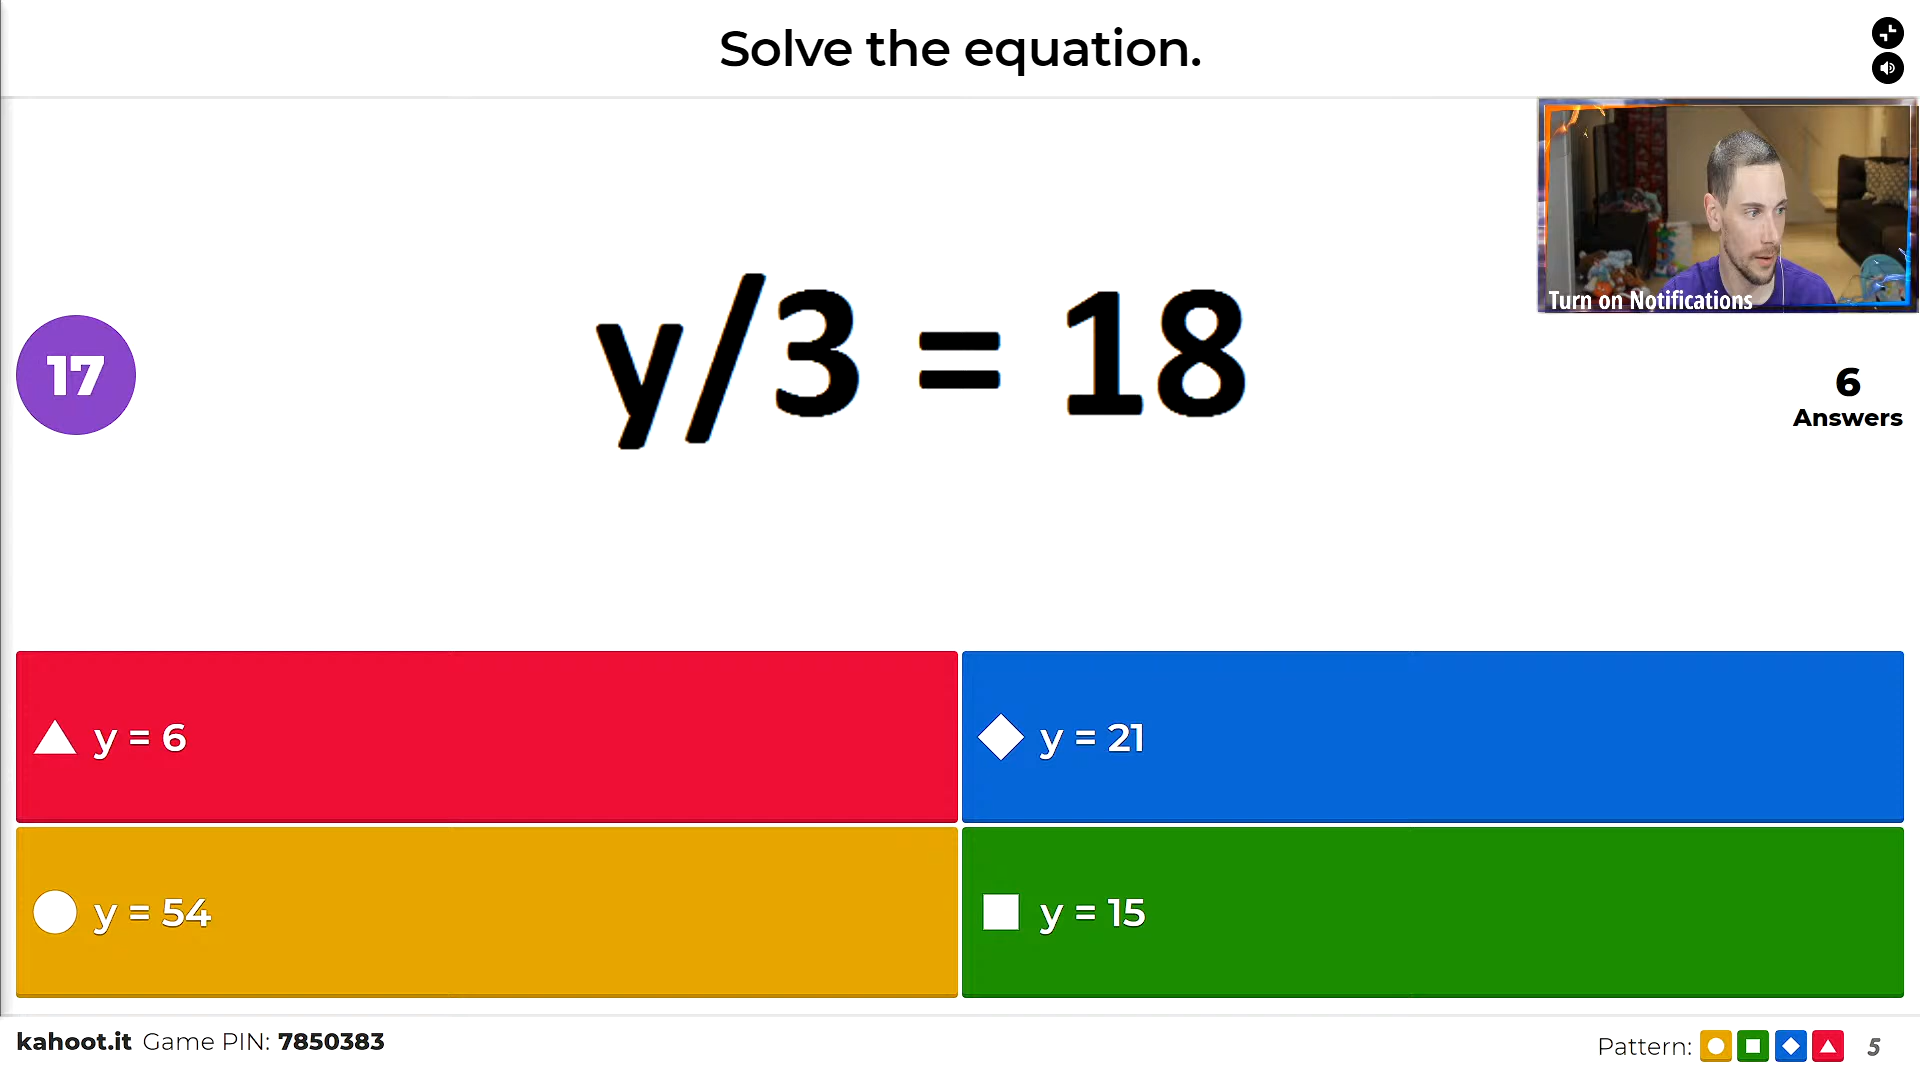 Solve the equation.
Turn on Notifications
y/3 = 18
17
6
Answers
y = 6
y = 21
y = 54
y = 15
kahoot.it Game PIN: 7850383
Pattern: 5